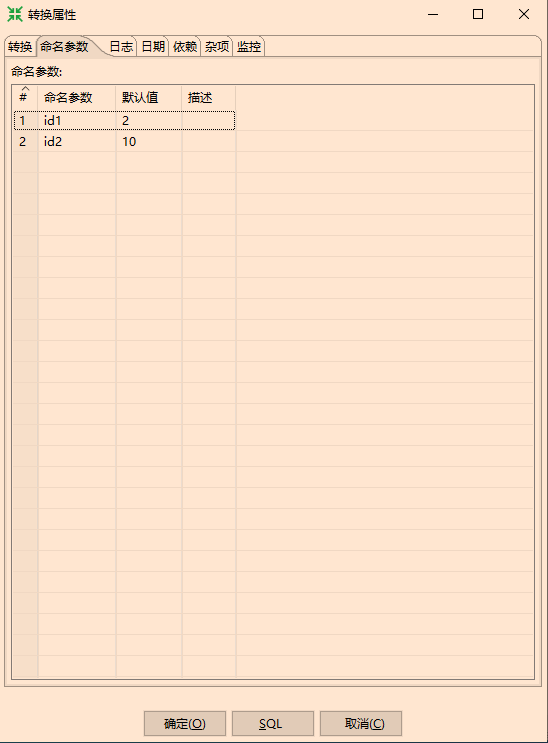 转换属性
转换 命名参数 日志 日期 依赖 杂项 监控
命名参数:
# 命名参数 默认值 描述
1 id1 2
2 id2 10
确定(O) SQL 取消(C)